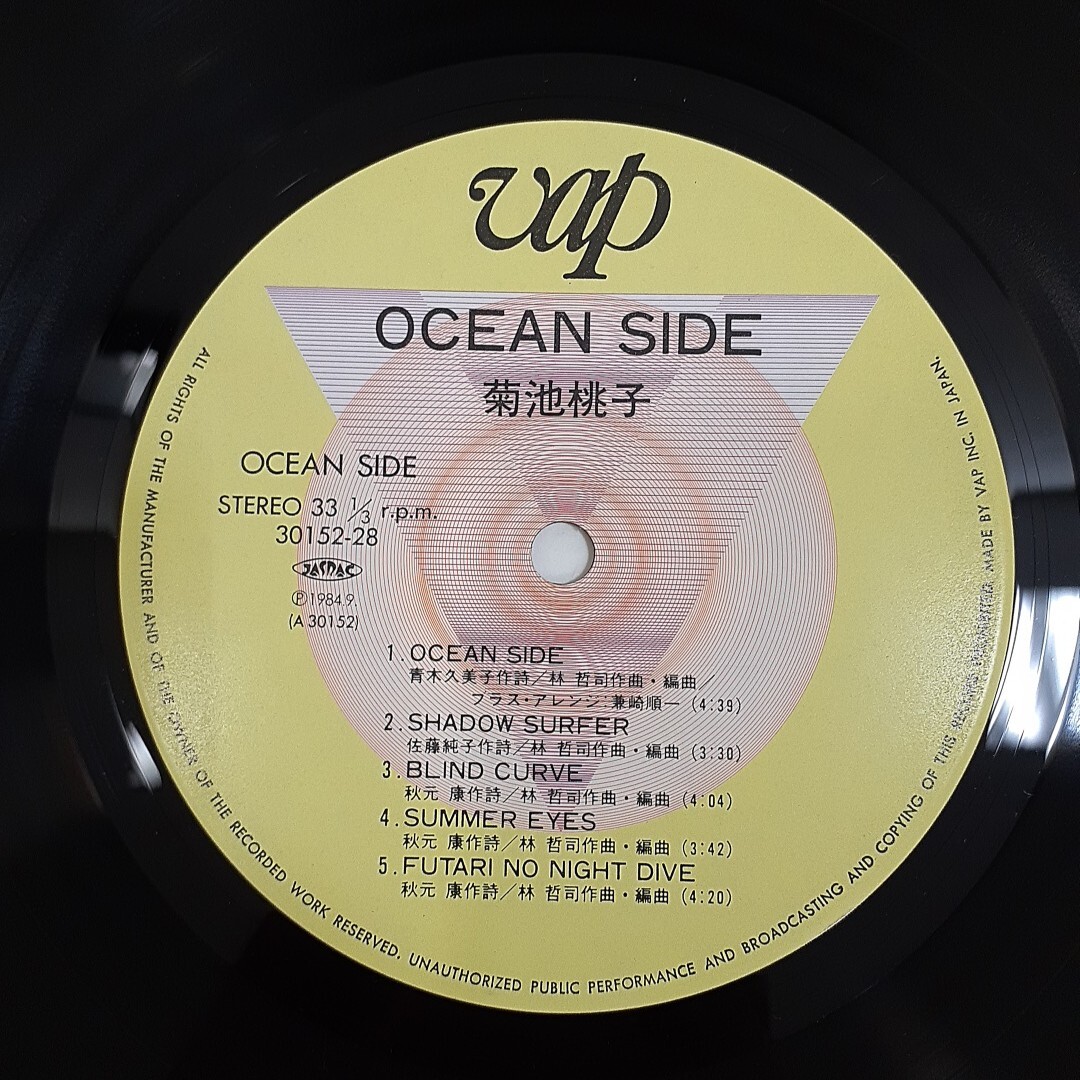 vap
OCEAN SIDE
菊池桃子
OCEAN SIDE
STEREO 33 1/3 r.p.m.
30152-28
JASRAC
Ⓟ1984.9.
(A 30152)
1.OCEAN SIDE
青木久美子作詩／林 哲司作曲・編曲／
ブラス・アレンジ:兼崎順一 (4:39)
2.SHADOW SURFER
佐藤純子作詩／林 哲司作曲・編曲 (3:30)
3.BLIND CURVE
秋元 康作詩／林 哲司作曲・編曲 (4:04)
4.SUMMER EYES
秋元 康作詩／林 哲司作曲・編曲 (3:42)
5.FUTARI NO NIGHT DIVE
秋元 康作詩／林 哲司作曲・編曲 (4:20)
ALL RIGHTS OF THE MANUFACTURER AND OF THE OWNER OF THE RECORDED WORK RESERVED. UNAUTHORIZED PUBLIC PERFORMANCE AND BROADCASTING AND COPYING OF THIS RECORDS PROHIBITED. MADE BY VAP INC. IN JAPAN.